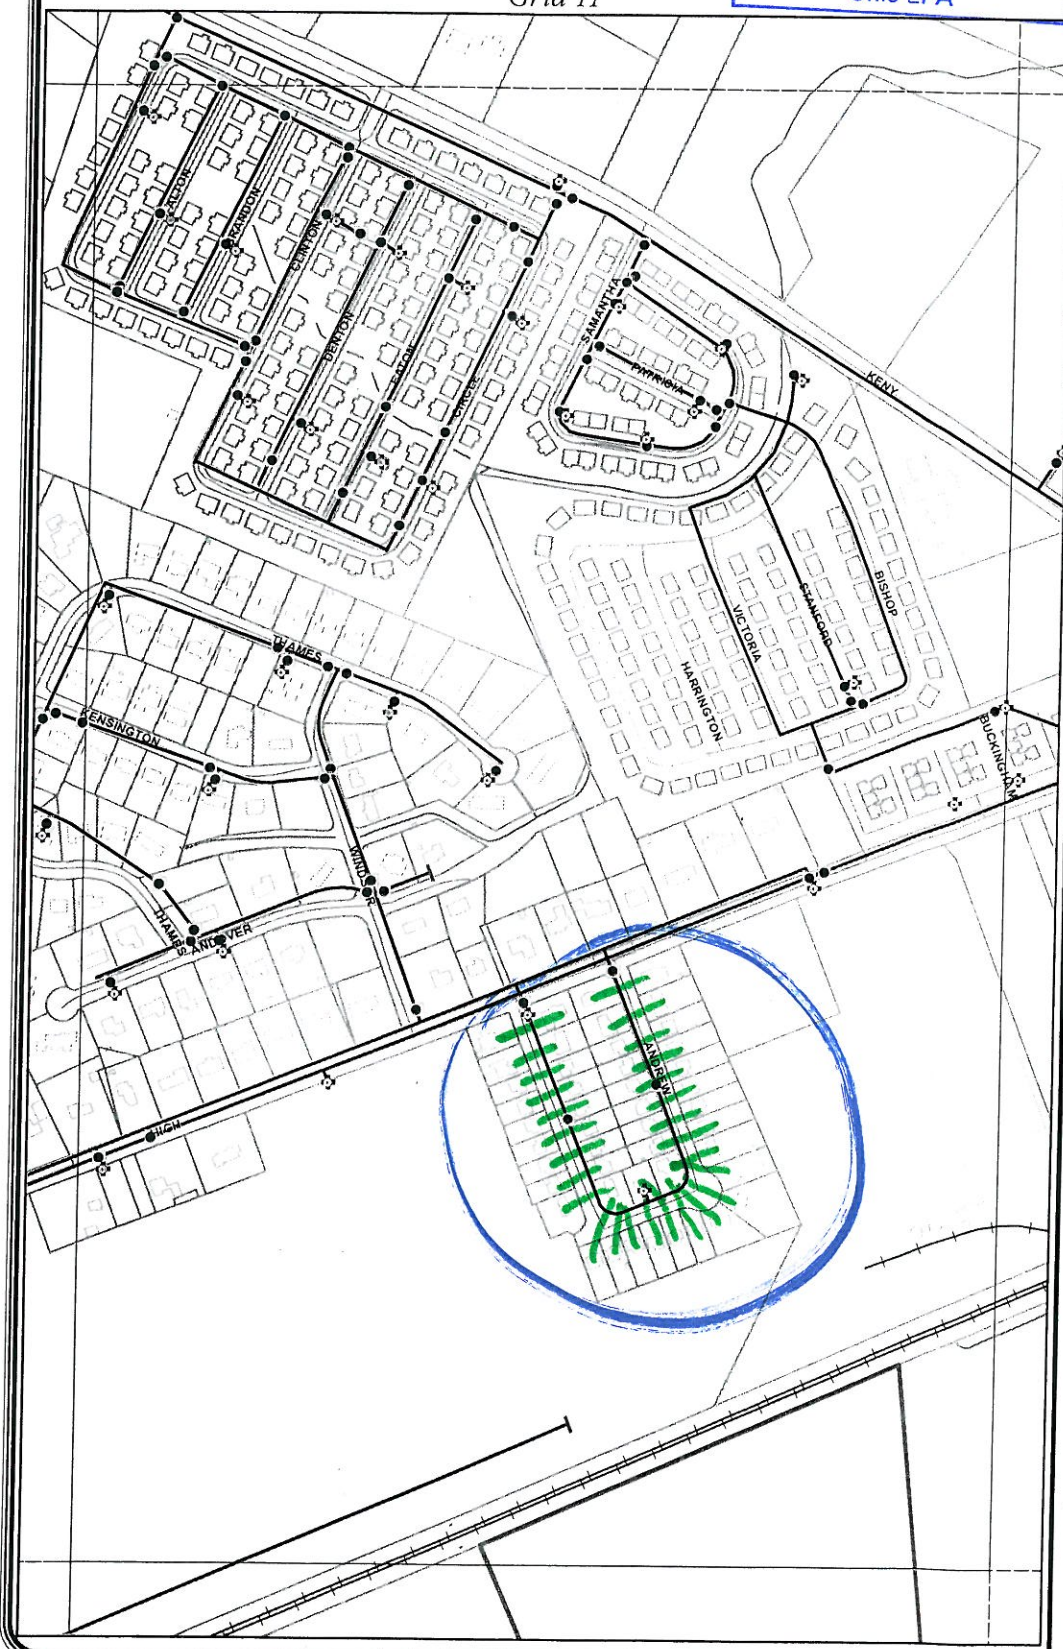 Grid 11
Ohio EPA
ALTON
BRANDON
CLINTON
DENTON
EATON
CIRCLE
SAMANTHA
PATRICIA
KENY
BISHOP
STANFORD
VICTORIA
HARRINGTON
BUCKINGHAM
THAMES
KENSINGTON
WINDSOR
THAMES
ANDOVER
HIGH
ANDREW